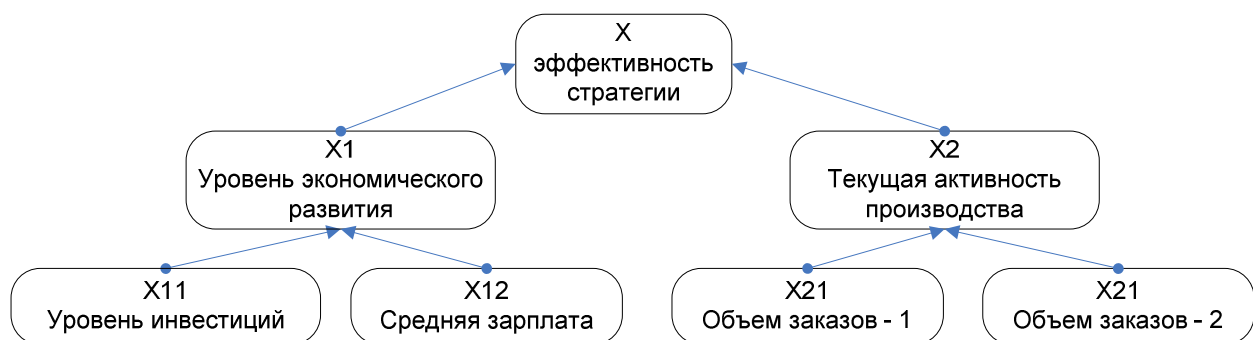 X
эффективность
стратегии
X1
Уровень экономического
развития
X2
Текущая активность
производства
X11
Уровень инвестиций
X12
Средняя зарплата
X21
Объем заказов - 1
X21
Объем заказов - 2